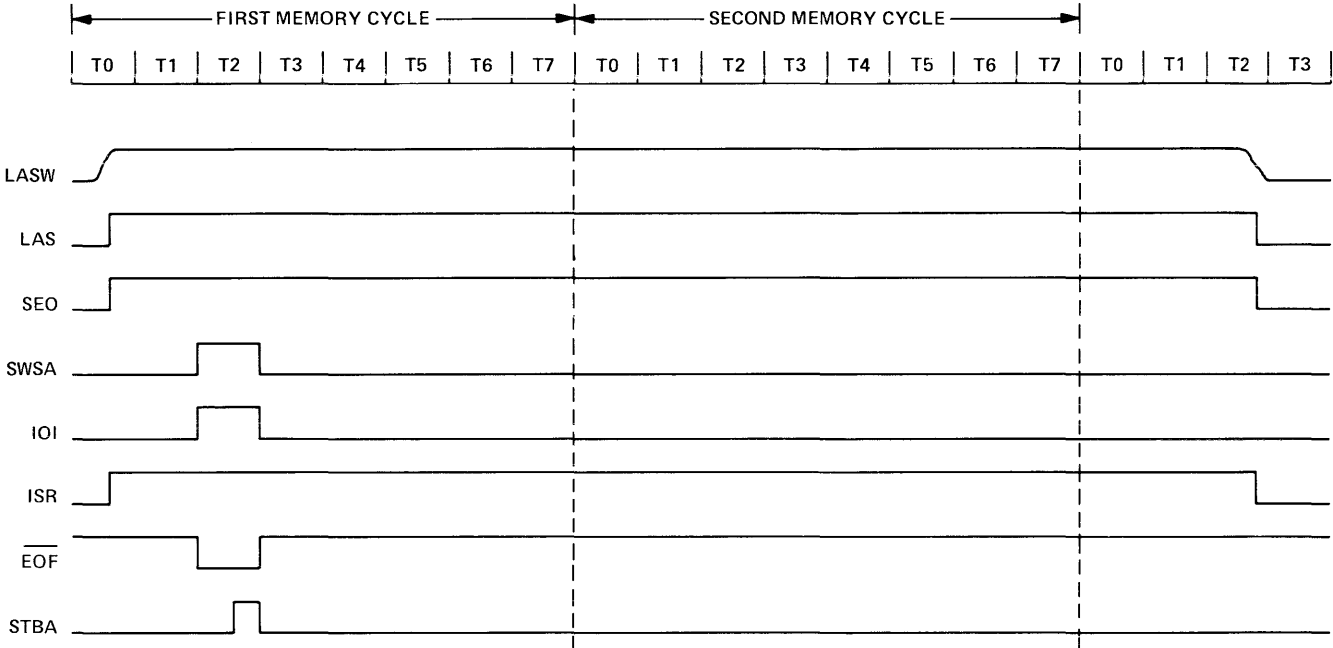 FIRST MEMORY CYCLE SECOND MEMORY CYCLE
T0 T1 T2 T3 T4 T5 T6 T7 T0 T1 T2 T3 T4 T5 T6 T7 T0 T1 T2 T3
LASW
LAS
SEO
SWSA
IOI
ISR
EOF
STBA